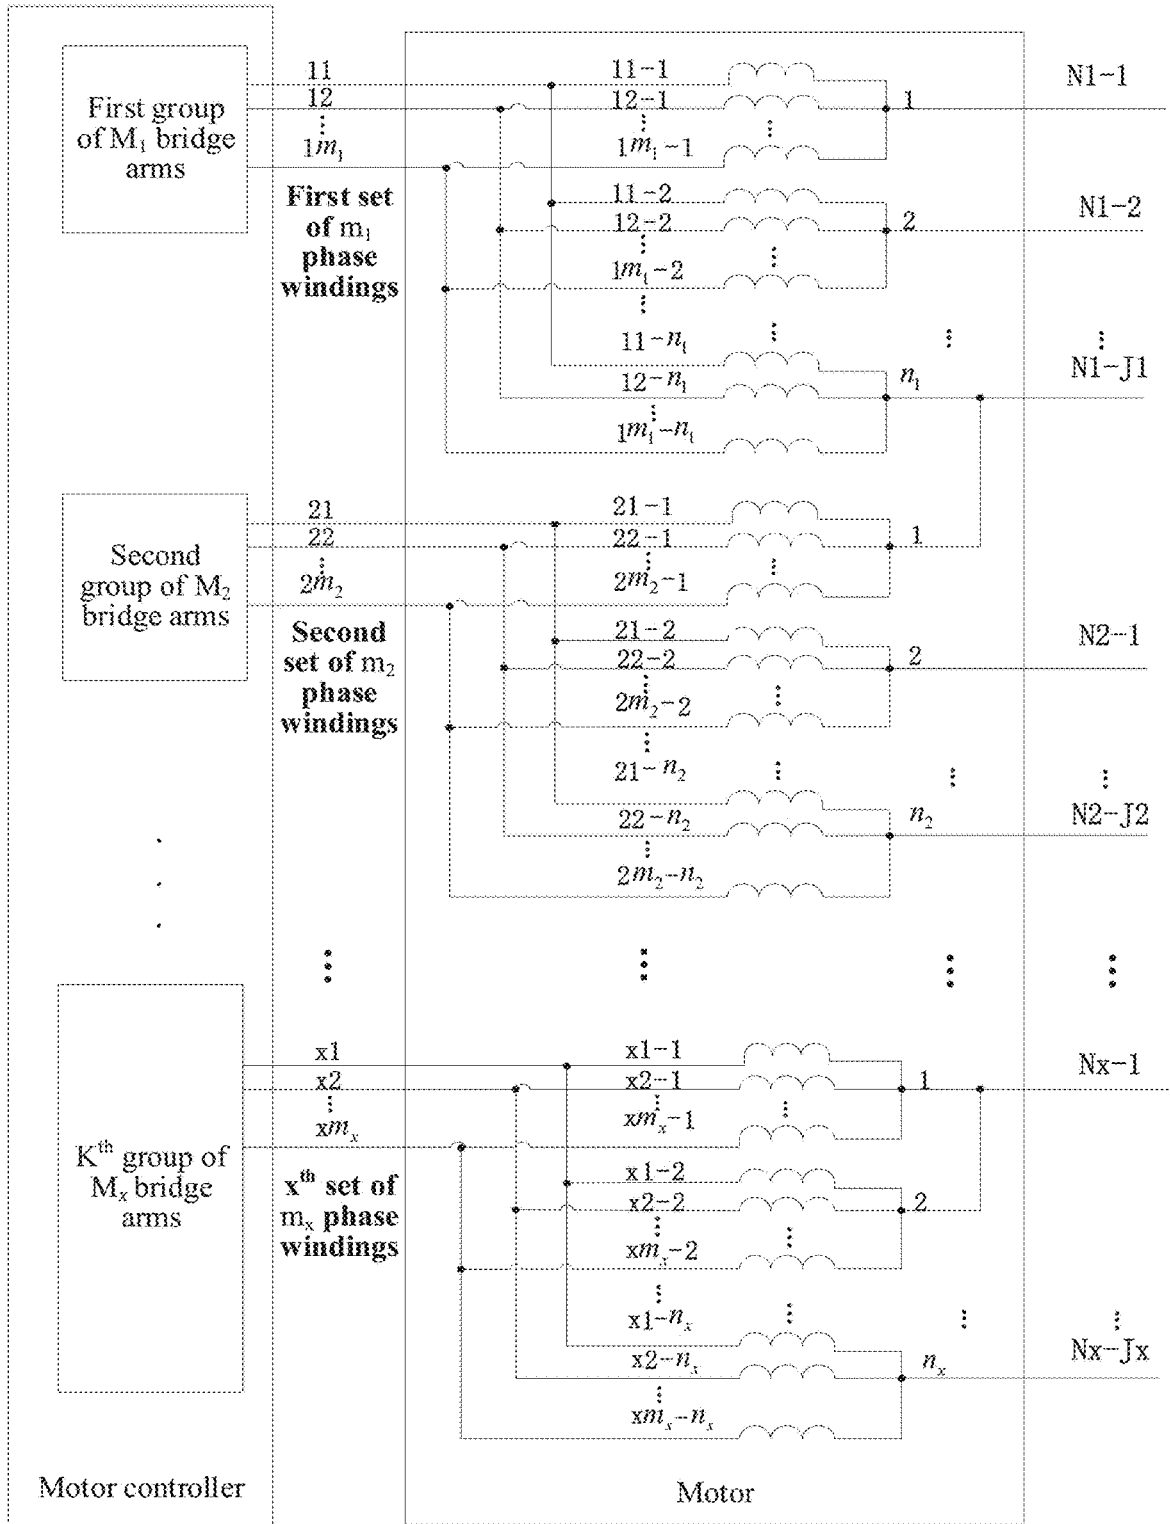 First group
of M₁ bridge
arms
11
12
1m₁
First set
of m₁
phase
windings
11-1
12-1
1m₁-1
1
N1-1
11-2
12-2
1m₁-2
2
N1-2
11-n₁
12-n₁
1m₁-n₁
n₁
N1-J1
Second
group of M₂
bridge arms
21
22
2m₂
Second
set of m₂
phase
windings
21-1
22-1
2m₂-1
1
21-2
22-2
2m₂-2
2
N2-1
21-n₂
22-n₂
2m₂-n₂
n₂
N2-J2
Kᵗʰ group of
Mₓ bridge
arms
x1
x2
xmₓ
xᵗʰ set of
mₓ phase
windings
x1-1
x2-1
xmₓ-1
1
Nx-1
x1-2
x2-2
xmₓ-2
2
x1-nₓ
x2-nₓ
xmₓ-nₓ
nₓ
Nx-Jx
Motor controller
Motor